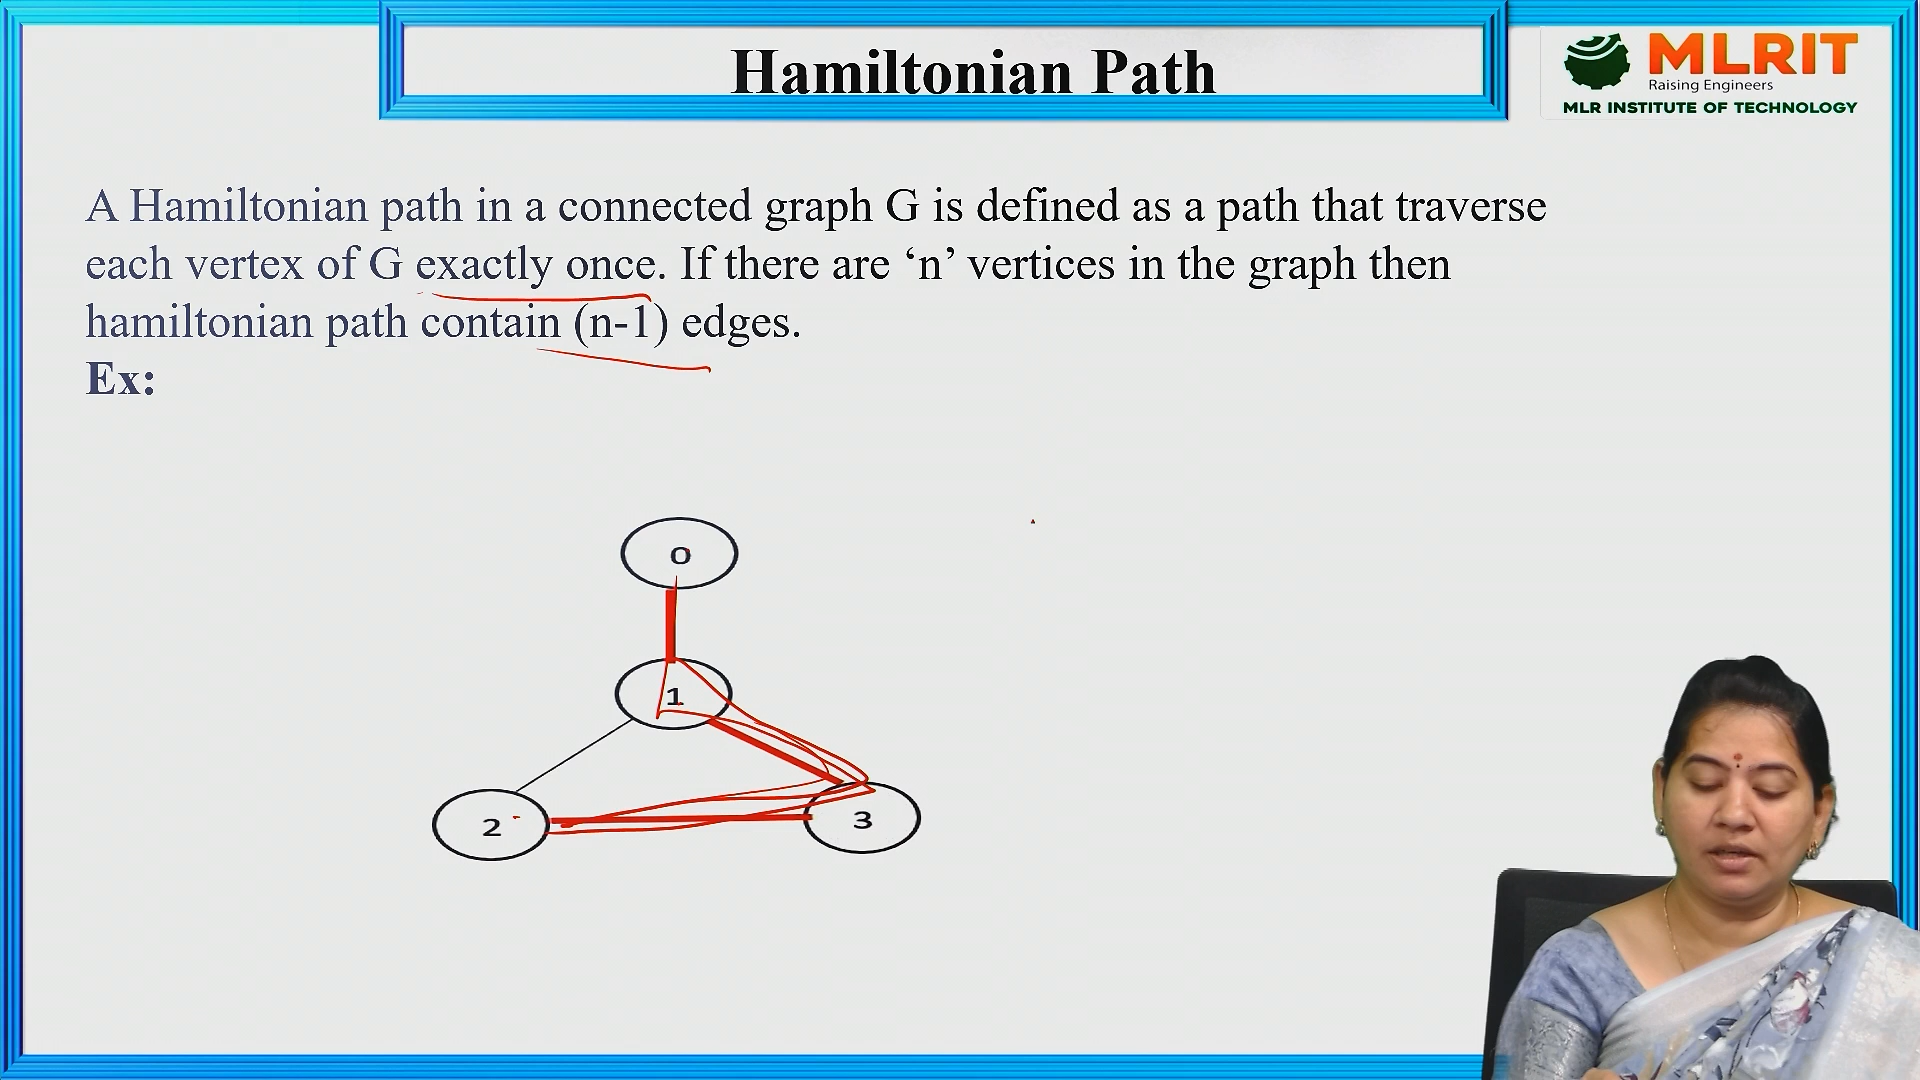 Hamiltonian Path
MLRIT
Raising Engineers
MLR INSTITUTE OF TECHNOLOGY
A Hamiltonian path in a connected graph G is defined as a path that traverse
each vertex of G exactly once. If there are ‘n’ vertices in the graph then
hamiltonian path contain (n-1) edges.
Ex:
0
1
2
3